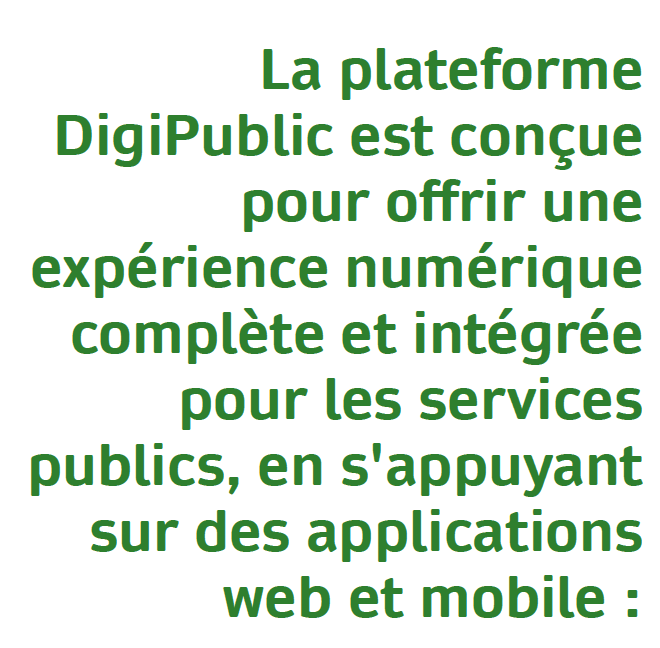 La plateforme
DigiPublic est conçue
pour offrir une
expérience numérique
complète et intégrée
pour les services
publics, en s'appuyant
sur des applications
web et mobile :